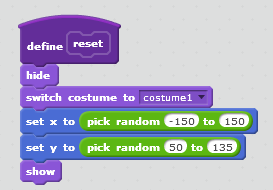 define reset
hide
switch costume to costume1
set x to pick random -150 to 150
set y to pick random 50 to 135
show